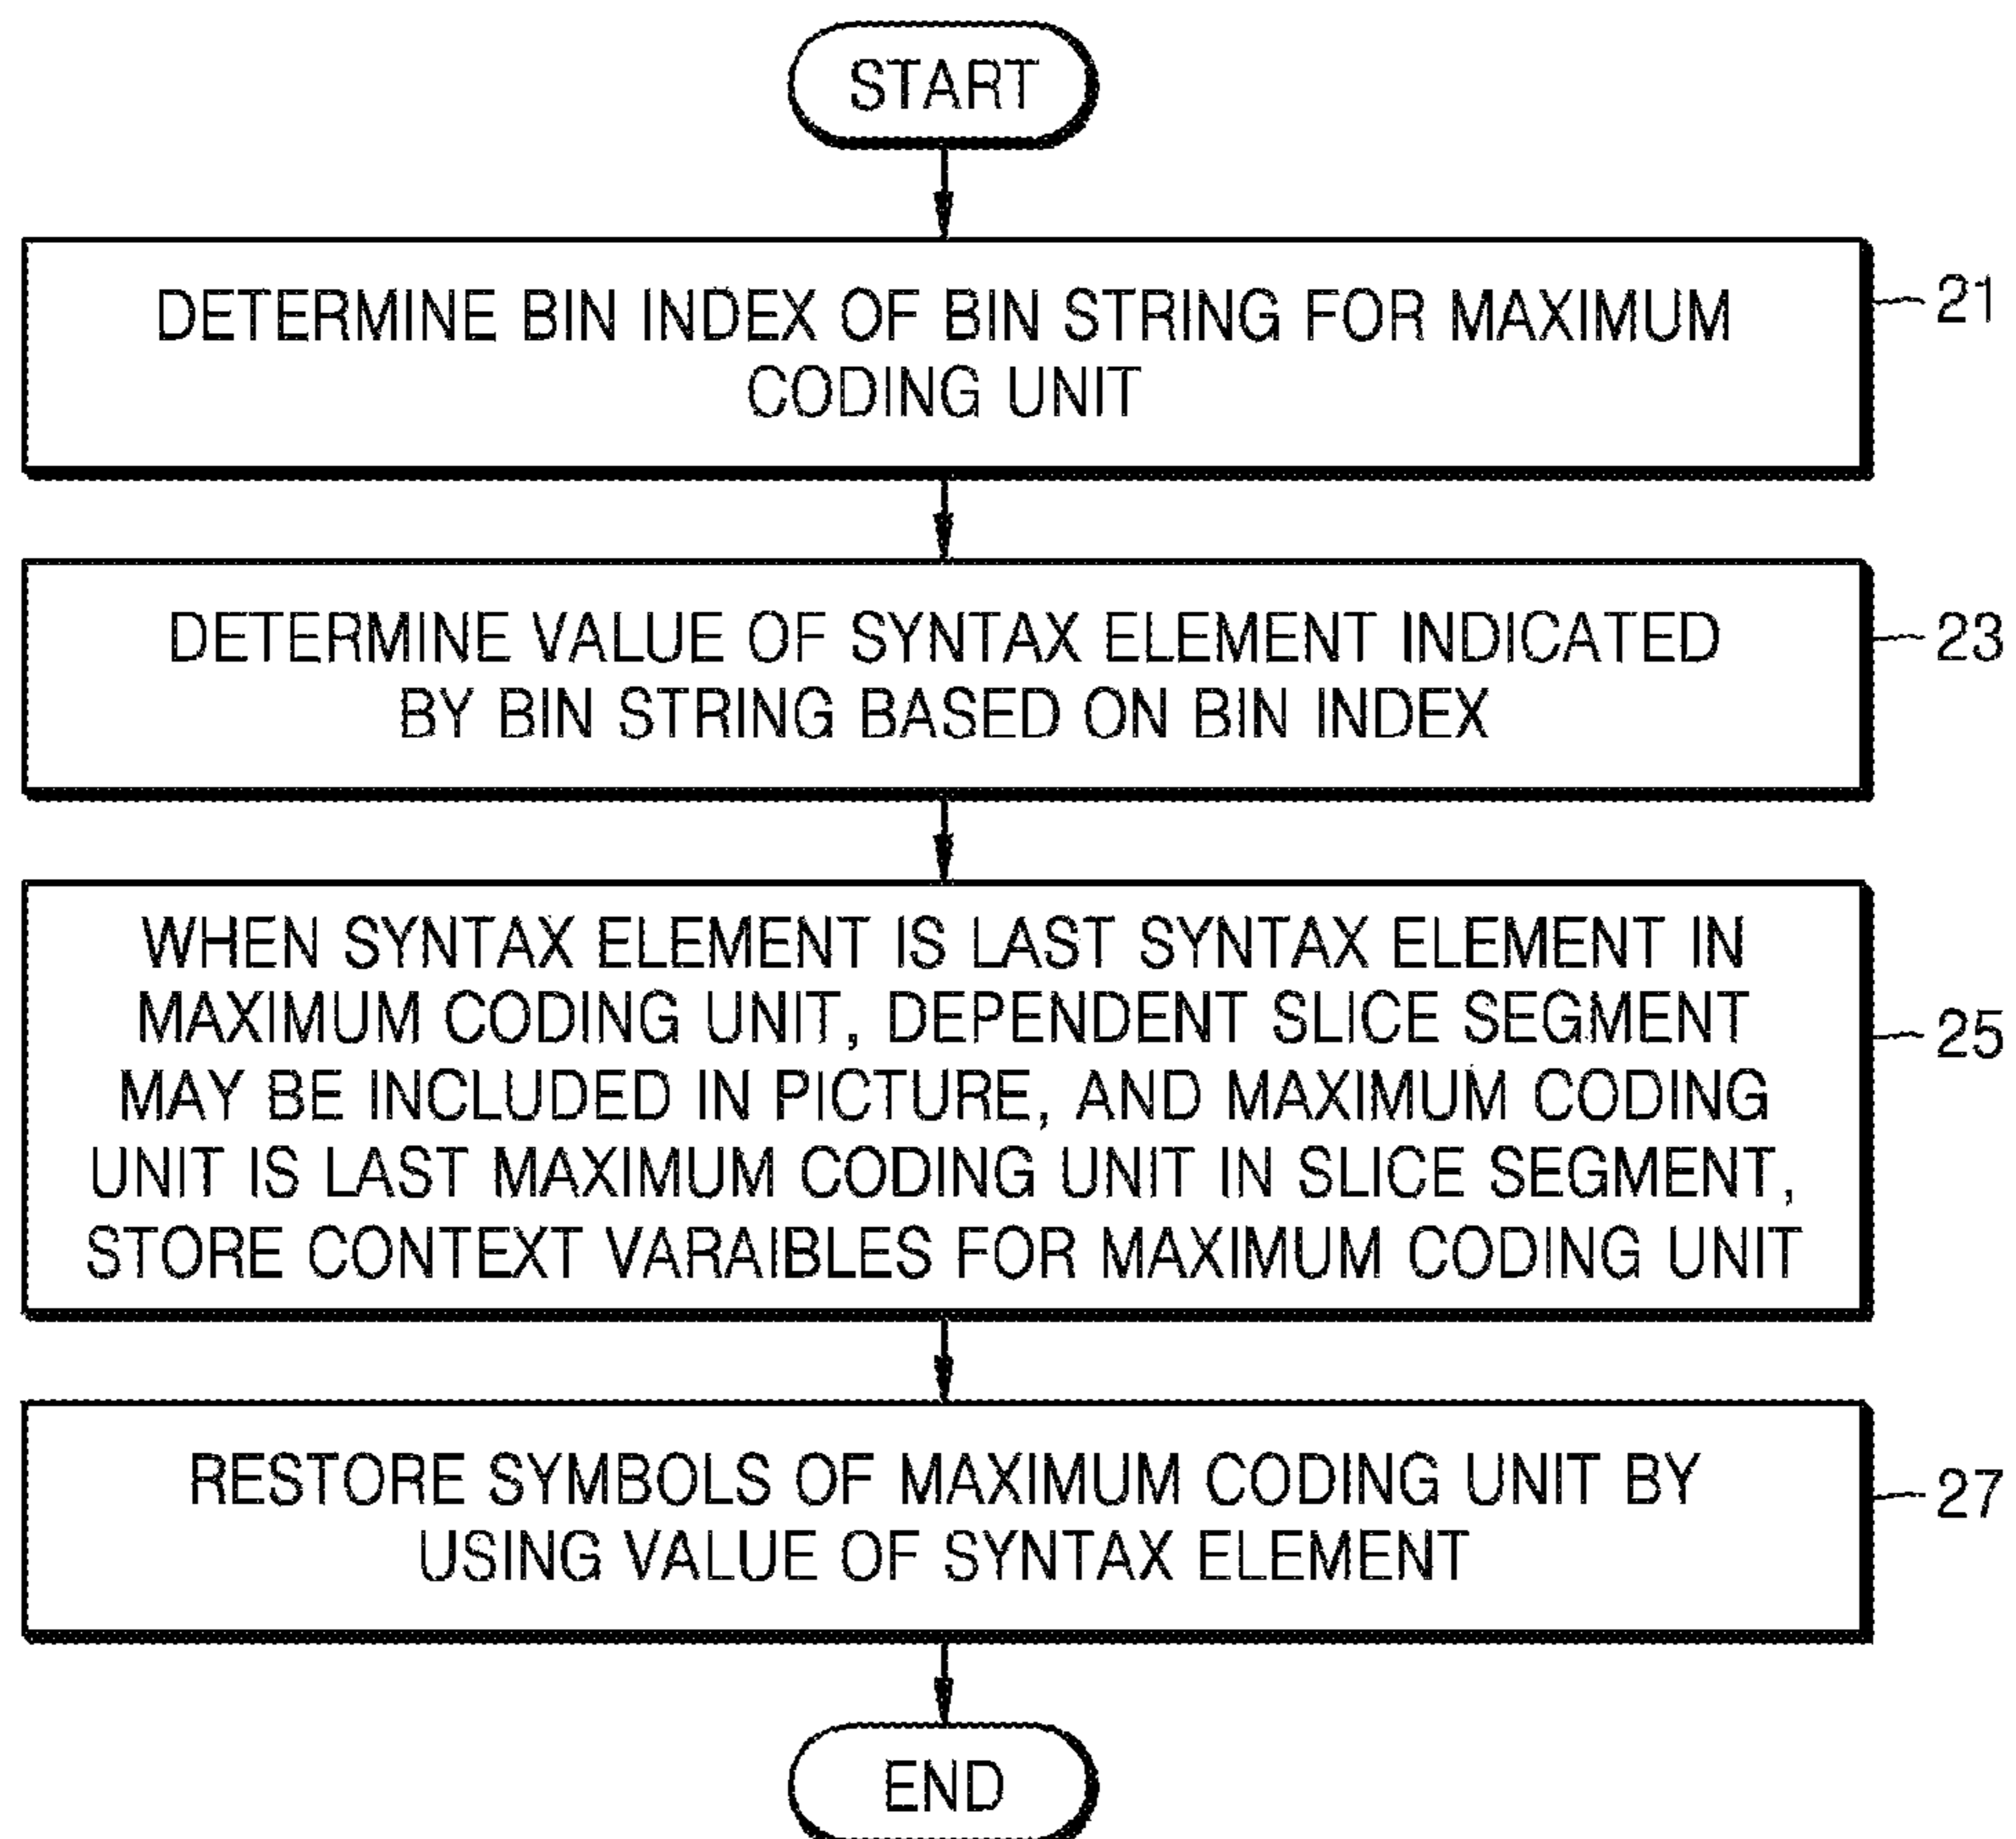 START
DETERMINE BIN INDEX OF BIN STRING FOR MAXIMUM
CODING UNIT
21
DETERMINE VALUE OF SYNTAX ELEMENT INDICATED
BY BIN STRING BASED ON BIN INDEX
23
WHEN SYNTAX ELEMENT IS LAST SYNTAX ELEMENT IN
MAXIMUM CODING UNIT, DEPENDENT SLICE SEGMENT
MAY BE INCLUDED IN PICTURE, AND MAXIMUM CODING
UNIT IS LAST MAXIMUM CODING UNIT IN SLICE SEGMENT,
STORE CONTEXT VARAIBLES FOR MAXIMUM CODING UNIT
25
RESTORE SYMBOLS OF MAXIMUM CODING UNIT BY
USING VALUE OF SYNTAX ELEMENT
27
END